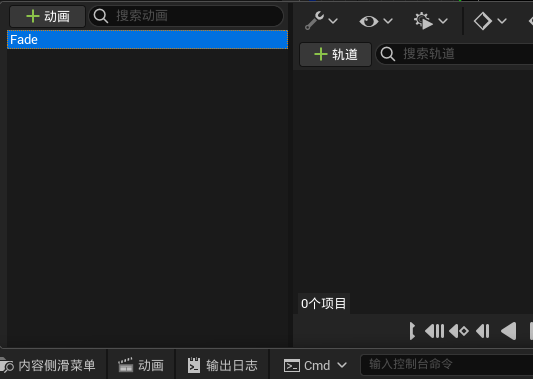 动画
搜索动画
Fade
轨道
搜索轨道
0个项目
内容侧滑菜单
动画
输出日志
Cmd
输入控制台命令